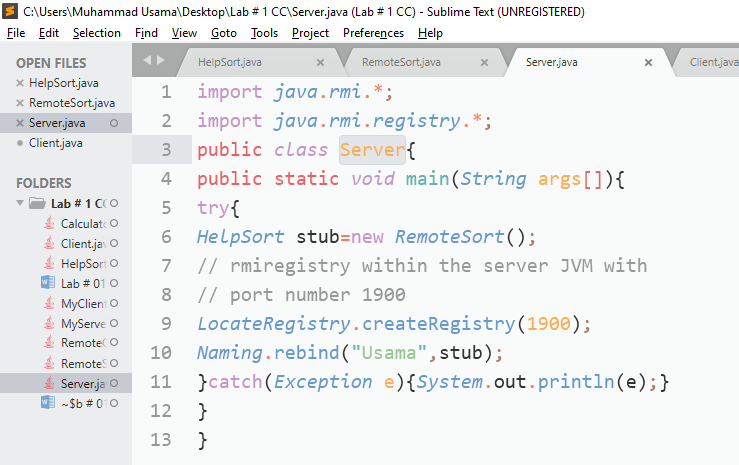 C:\Users\Muhammad Usama\Desktop\Lab # 1 CC\Server.java (Lab # 1 CC) - Sublime Text (UNREGISTERED)
File Edit Selection Find View Goto Tools Project Preferences Help
OPEN FILES
HelpSort.java
RemoteSort.java
Server.java
Client.java
FOLDERS
Lab # 1 CC
Calculato
Client.jav
HelpSort
Lab # 01
MyClient
MyServe
RemoteC
RemoteS
Server.ja
~$b # 01
HelpSort.java RemoteSort.java Server.java Client.java
1 import java.rmi.*;
2 import java.rmi.registry.*;
3 public class Server{
4 public static void main(String args[]){
5 try{
6 HelpSort stub=new RemoteSort();
7 // rmiregistry within the server JVM with
8 // port number 1900
9 LocateRegistry.createRegistry(1900);
10 Naming.rebind("Usama",stub);
11 }catch(Exception e){System.out.println(e);}
12 }
13 }